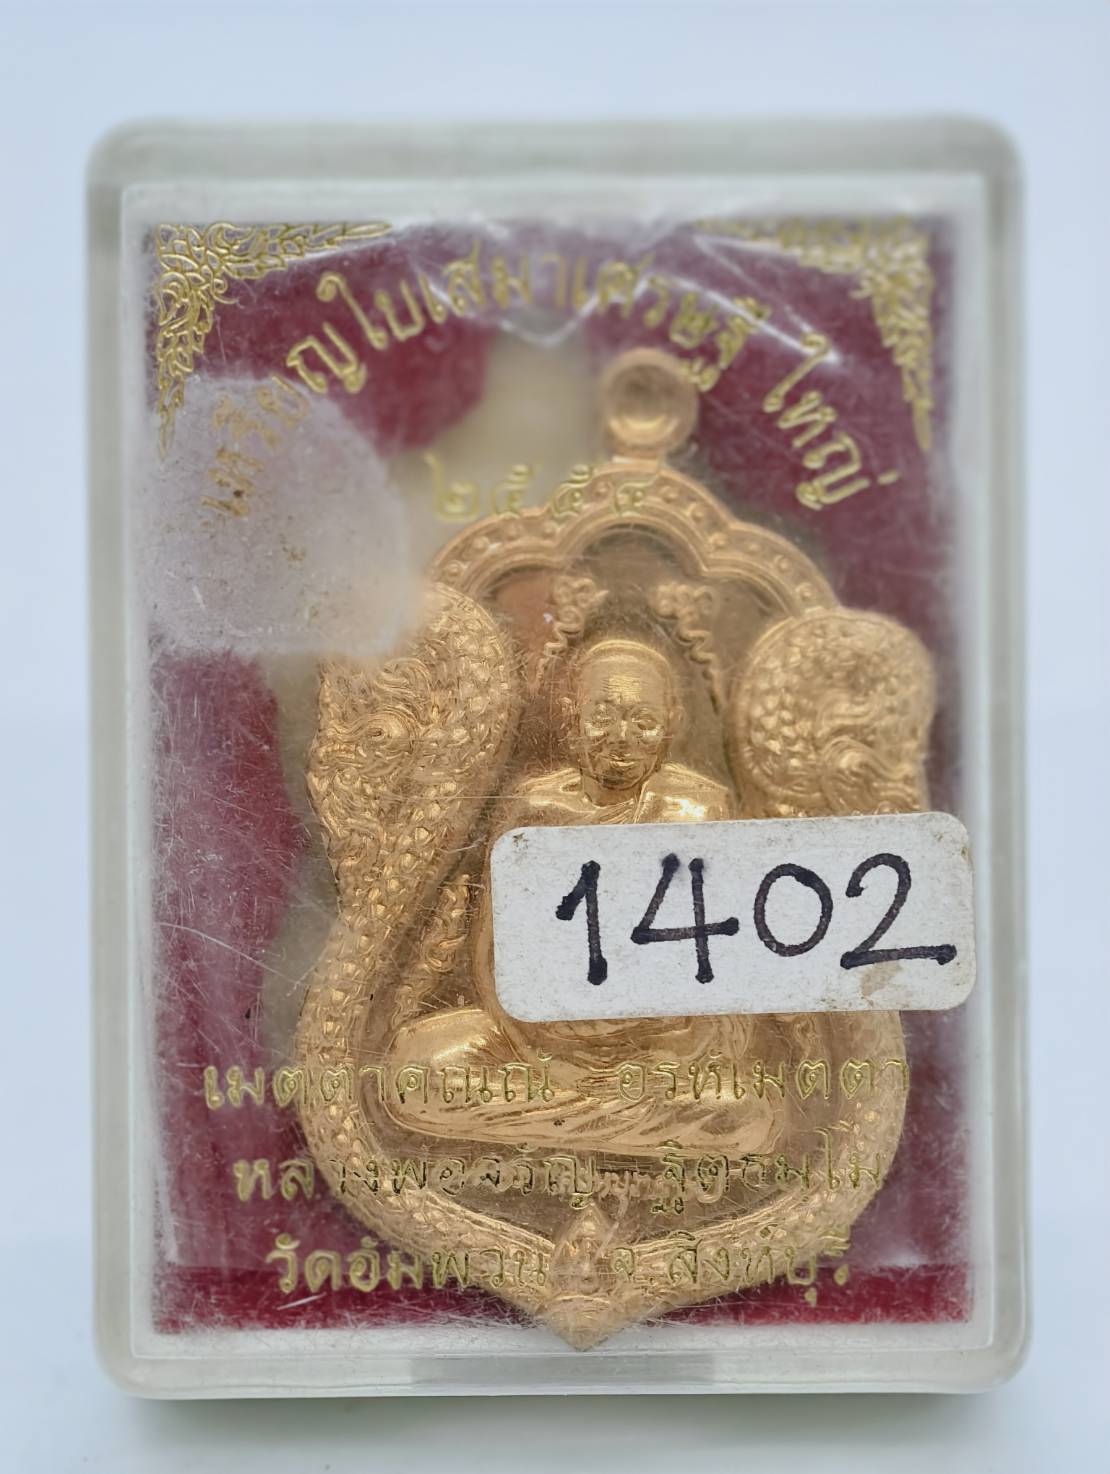 เหรียญใบเสมาเศรษฐี ใหญ่
๒๕๕๔
1402
เมตตาคุณณํ อรหํเมตตา
หลวงพ่อจรัญ ฐิตธมฺโม
วัดอัมพวัน จ.สิงห์บุรี